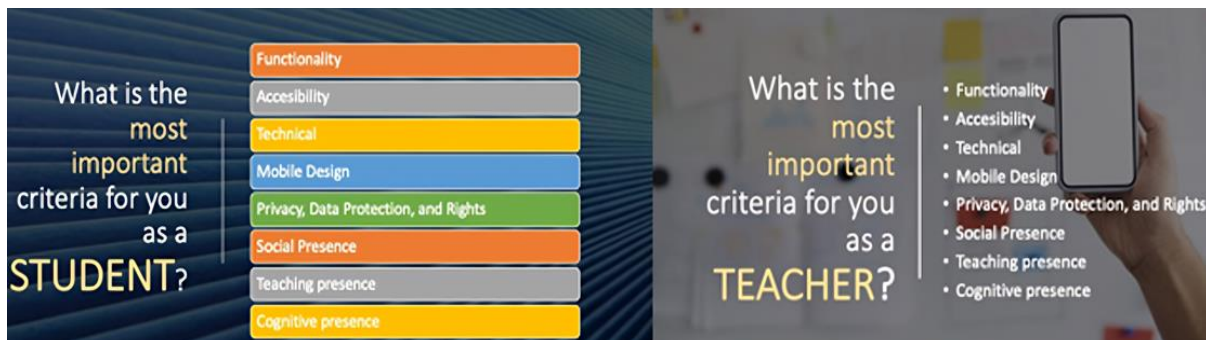 What is the
most
important
criteria for you
as a
STUDENT?
Functionality
Accesibility
Technical
Mobile Design
Privacy, Data Protection, and Rights
Social Presence
Teaching presence
Cognitive presence
What is the
most
important
criteria for you
as a
TEACHER?
• Functionality
• Accesibility
• Technical
• Mobile Design
• Privacy, Data Protection, and Rights
• Social Presence
• Teaching presence
• Cognitive presence